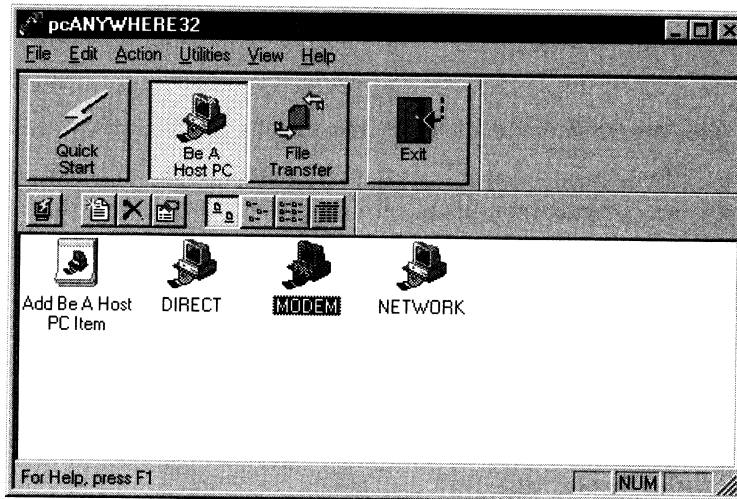 pcANYWHERE32
File Edit Action Utilities View Help
Quick
Start
Be A
Host PC
File
Transfer
Exit
Add Be A Host
PC Item
DIRECT
MODEM
NETWORK
For Help, press F1
NUM